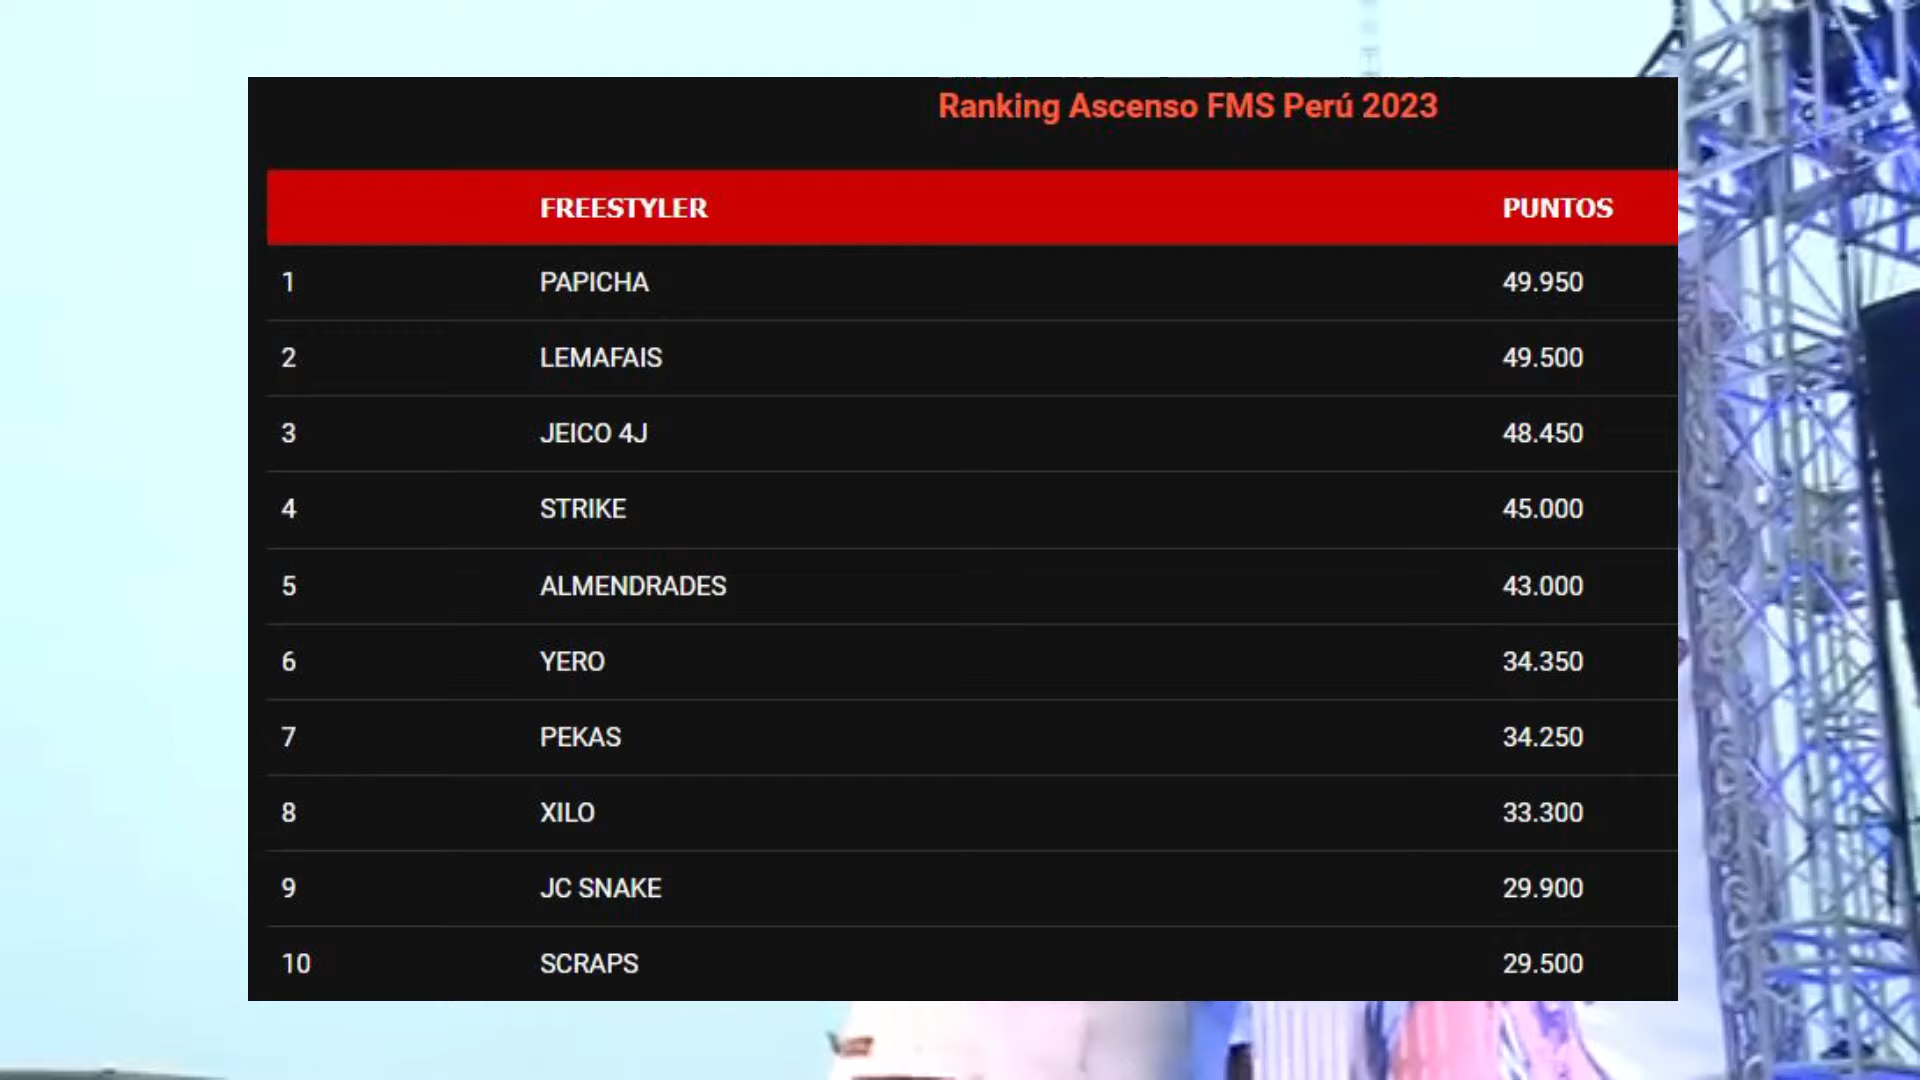 Ranking Ascenso FMS Perú 2023
FREESTYLER PUNTOS
1 PAPICHA 49.950
2 LEMAFAIS 49.500
3 JEICO 4J 48.450
4 STRIKE 45.000
5 ALMENDRADES 43.000
6 YERO 34.350
7 PEKAS 34.250
8 XILO 33.300
9 JC SNAKE 29.900
10 SCRAPS 29.500